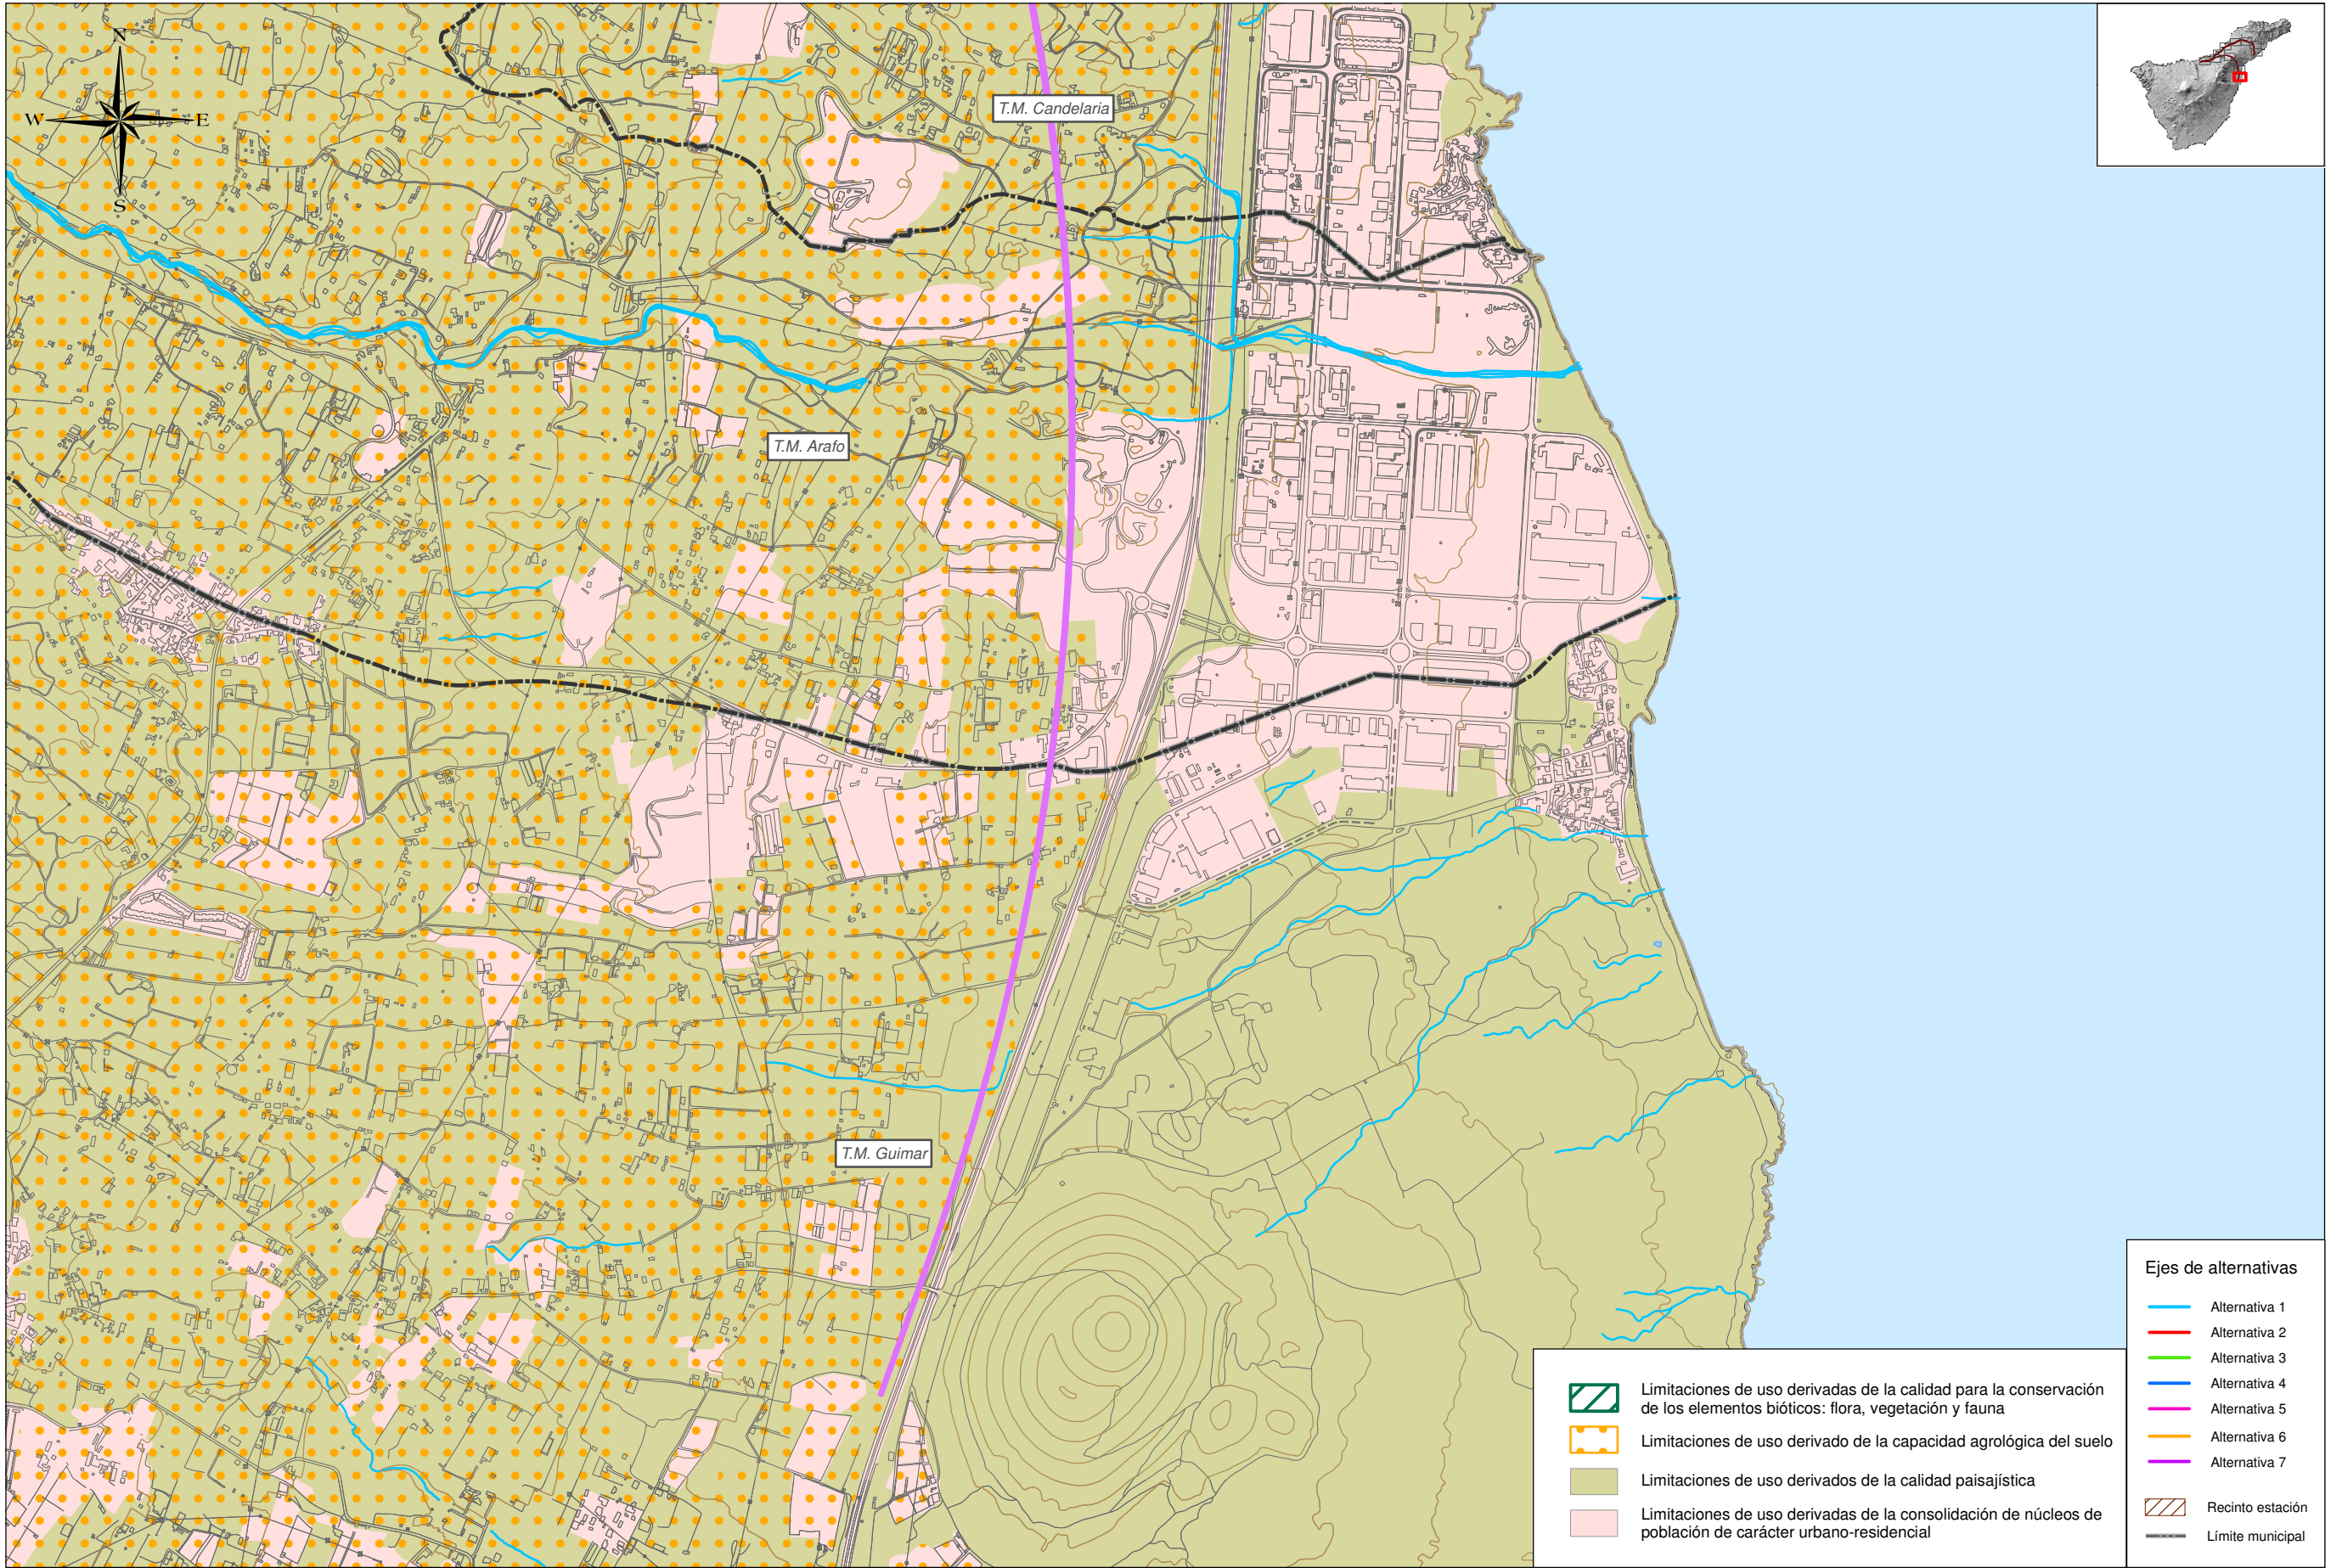 N
W
E
S
T.M. Candelaria
T.M. Arafo
T.M. Guimar
Limitaciones de uso derivadas de la calidad para la conservación
de los elementos bióticos: flora, vegetación y fauna
Limitaciones de uso derivado de la capacidad agrológica del suelo
Limitaciones de uso derivados de la calidad paisajística
Limitaciones de uso derivadas de la consolidación de núcleos de
población de carácter urbano-residencial
Ejes de alternativas
Alternativa 1
Alternativa 2
Alternativa 3
Alternativa 4
Alternativa 5
Alternativa 6
Alternativa 7
Recinto estación
Límite municipal